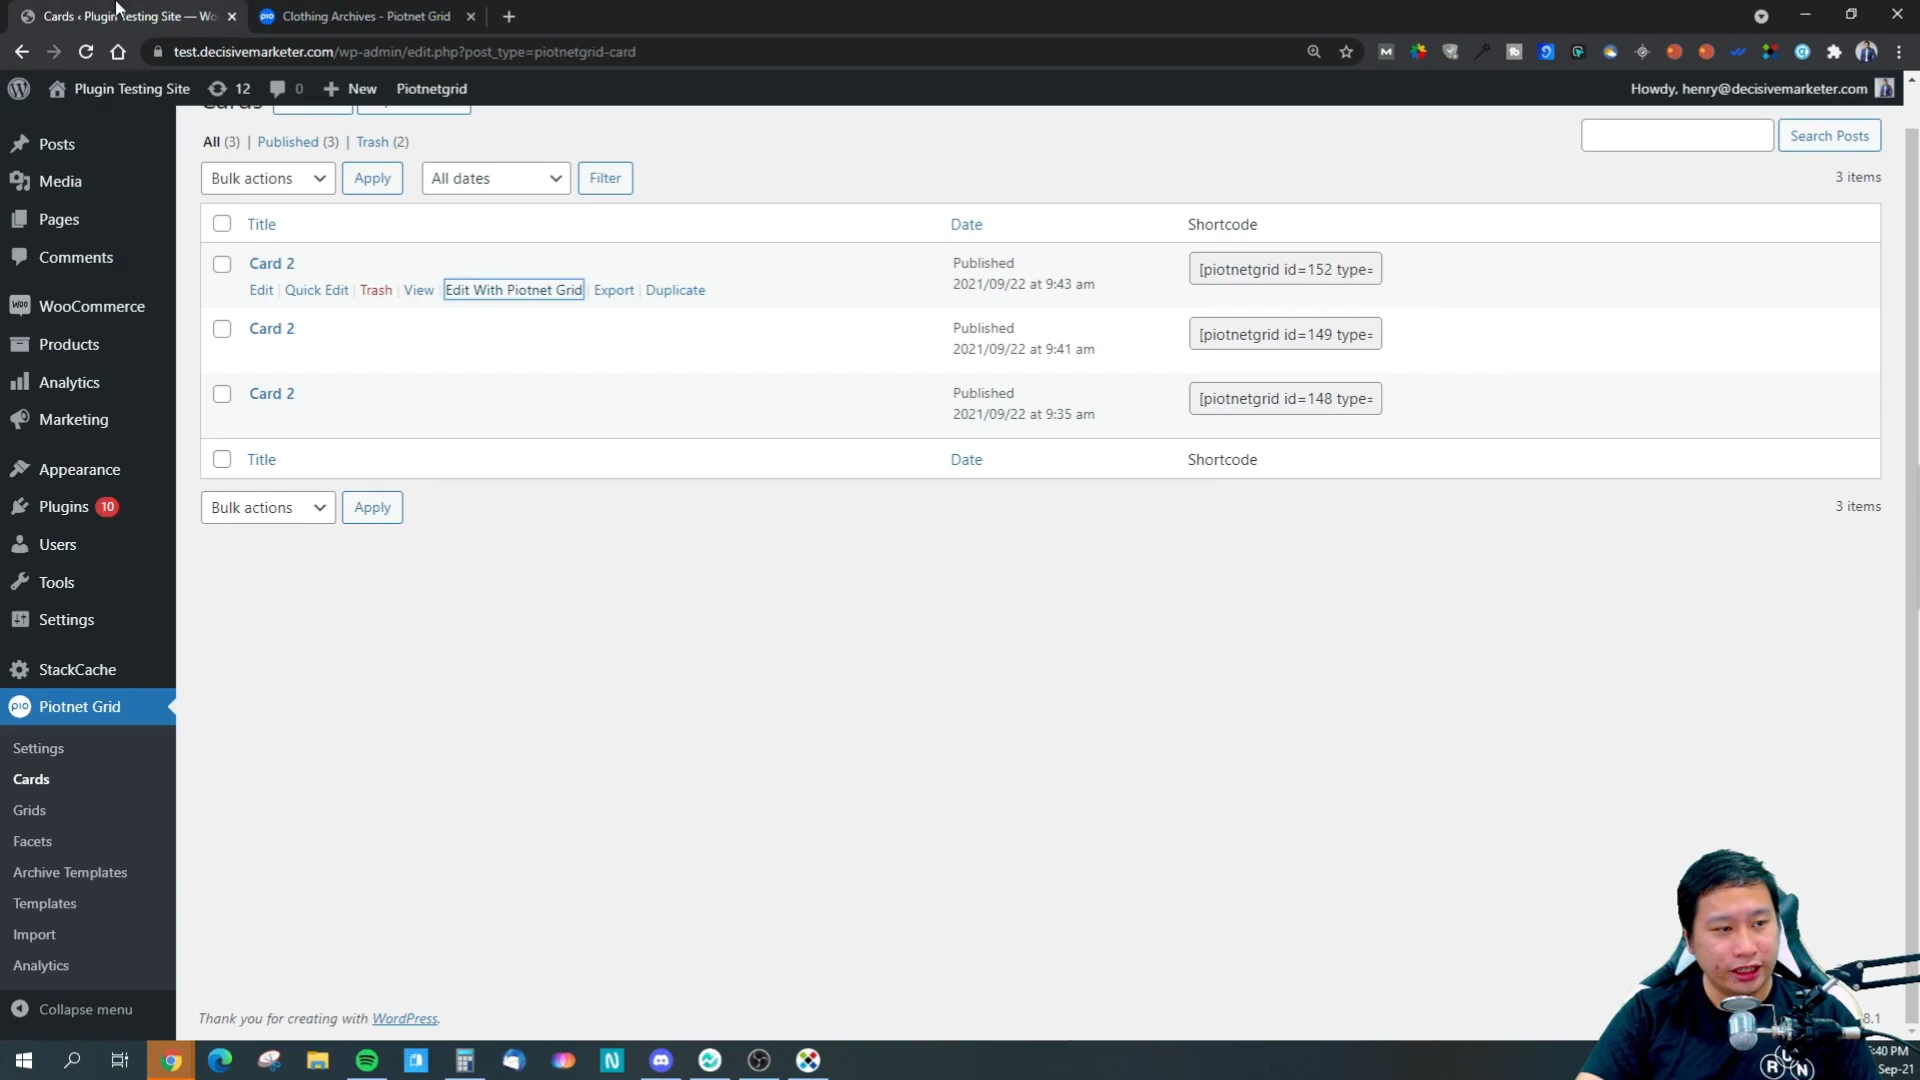 Cards ‹ Plugin Testing Site — Wo
Clothing Archives - Piotnet Grid
test.decisivemarketer.com/wp-admin/edit.php?post_type=piotnetgrid-card
Plugin Testing Site
12
0
New
Piotnetgrid
Howdy, henry@decisivemarketer.com
Posts
Media
Pages
Comments
WooCommerce
Products
Analytics
Marketing
Appearance
Plugins 10
Users
Tools
Settings
StackCache
Piotnet Grid
Settings
Cards
Grids
Facets
Archive Templates
Templates
Import
Analytics
Collapse menu
Cards
All (3) | Published (3) | Trash (2)
Search Posts
Bulk actions
Apply
All dates
Filter
3 items
Title
Date
Shortcode
Card 2
Edit | Quick Edit | Trash | View | Edit With Piotnet Grid | Export | Duplicate
Published
2021/09/22 at 9:43 am
[piotnetgrid id=152 type=
Card 2
Published
2021/09/22 at 9:41 am
[piotnetgrid id=149 type=
Card 2
Published
2021/09/22 at 9:35 am
[piotnetgrid id=148 type=
Title
Date
Shortcode
Bulk actions
Apply
3 items
Thank you for creating with WordPress.
8.1
:40 PM
Sep-21